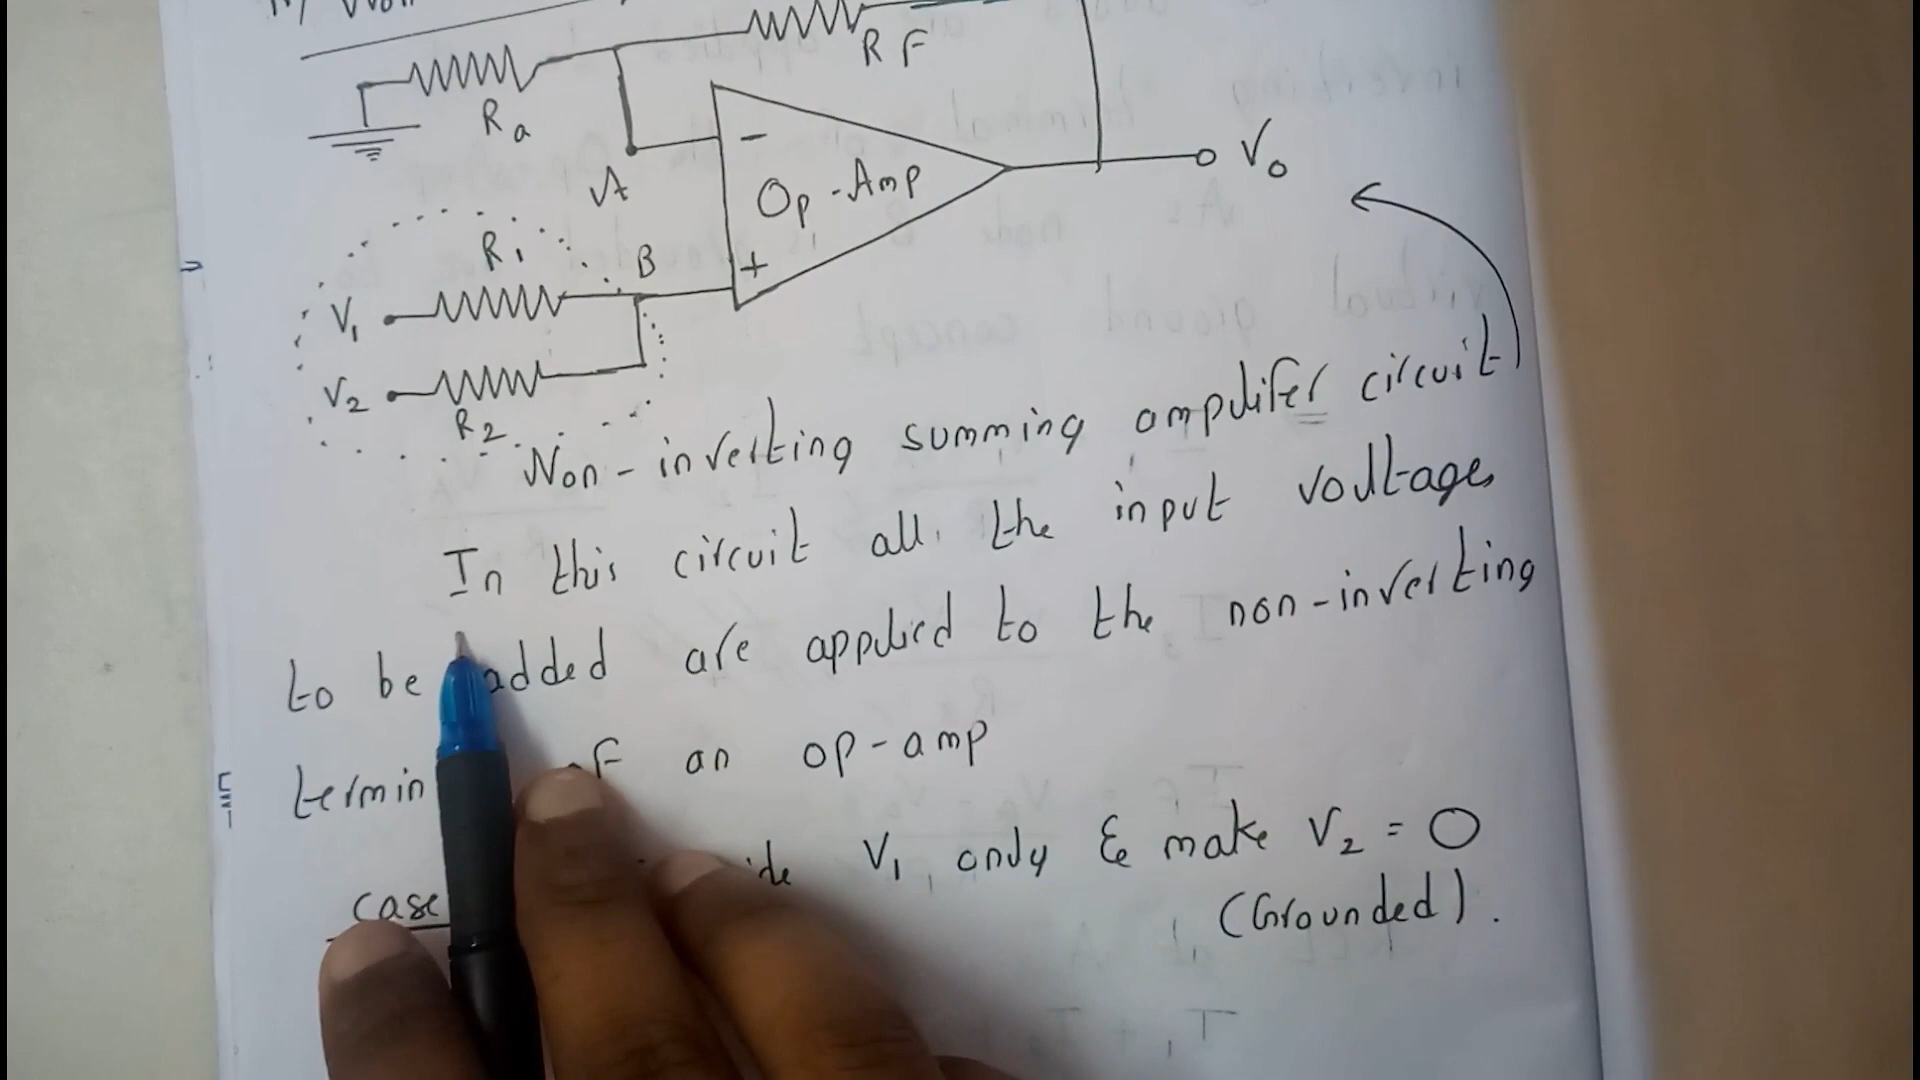 RF
Ra
Vo
A
-
Op-Amp
+
R1
B
V1
V2
R2
Non-inverting summing amplifer circuit
In this circuit all the input voltages
to be added are applied to the non-inverting
of an op-amp
case
V1 only & make V2 = 0
(Grounded).